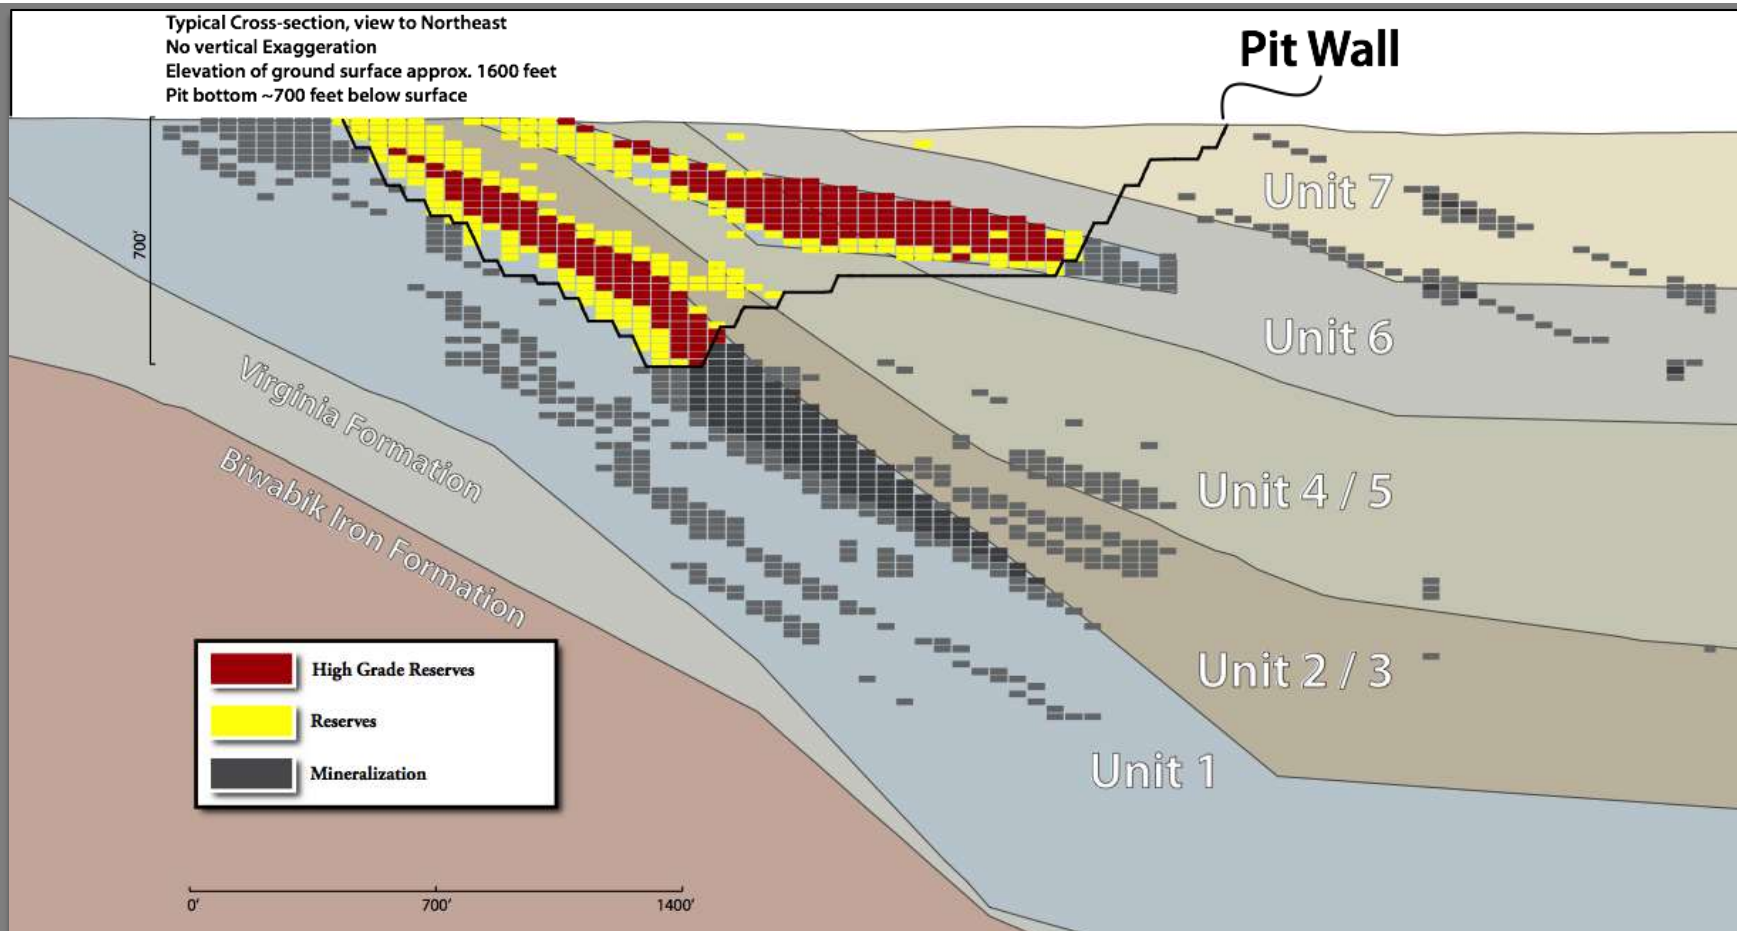 Typical Cross-section, view to Northeast
No vertical Exaggeration
Elevation of ground surface approx. 1600 feet
Pit bottom ~700 feet below surface
Pit Wall
Unit 7
700'
Unit 6
Virginia Formation
Biwabik Iron Formation
Unit 4 / 5
Unit 2 / 3
High Grade Reserves
Reserves
Mineralization
Unit 1
0'
700'
1400'